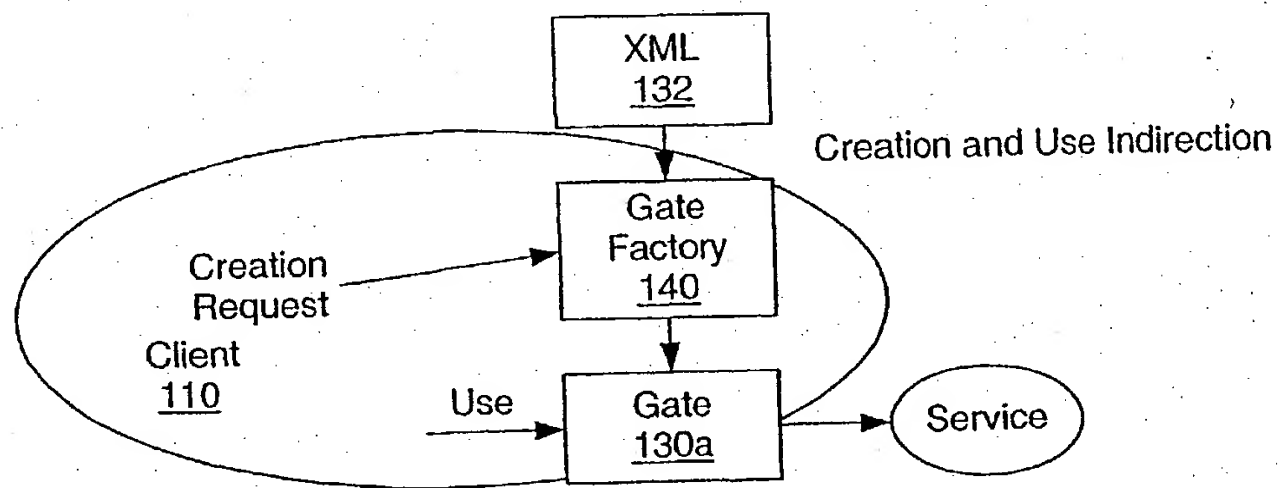 XML
132
Creation and Use Indirection
Gate
Factory
140
Creation
Request
Client
110
Use
Gate
130a
Service